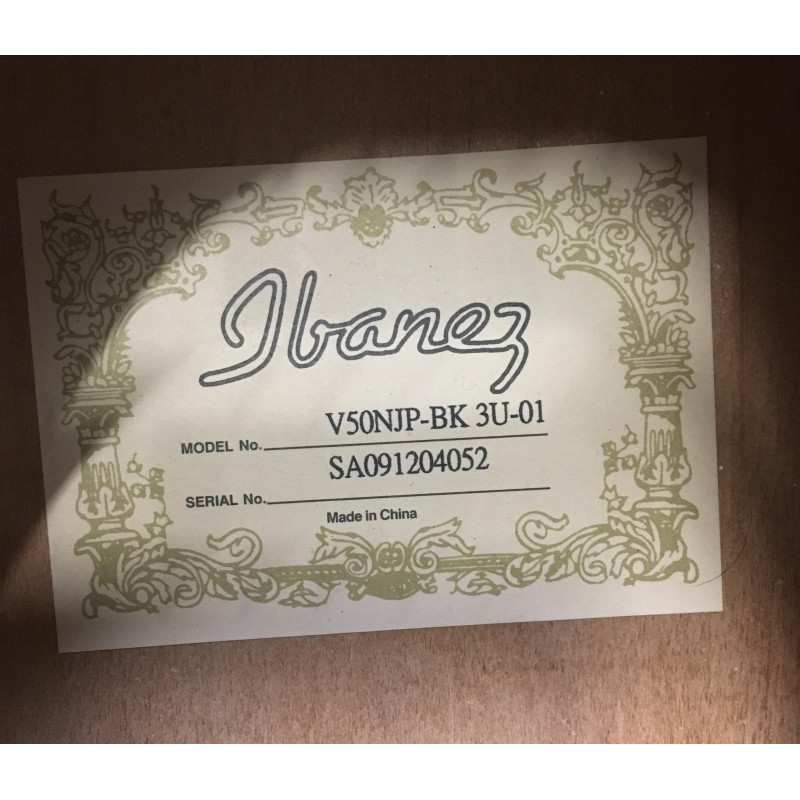 Ibanez
MODEL No. V50NJP-BK 3U-01
SERIAL No. SA091204052
Made in China